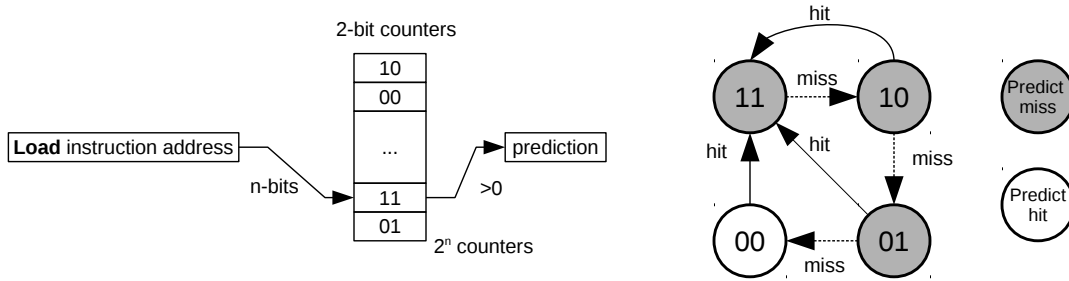 2-bit counters
10
00
...
11
01
2ⁿ counters
Load instruction address
n-bits
>0
prediction
hit
11
miss
10
hit
hit
miss
00
miss
01
Predict
miss
Predict
hit